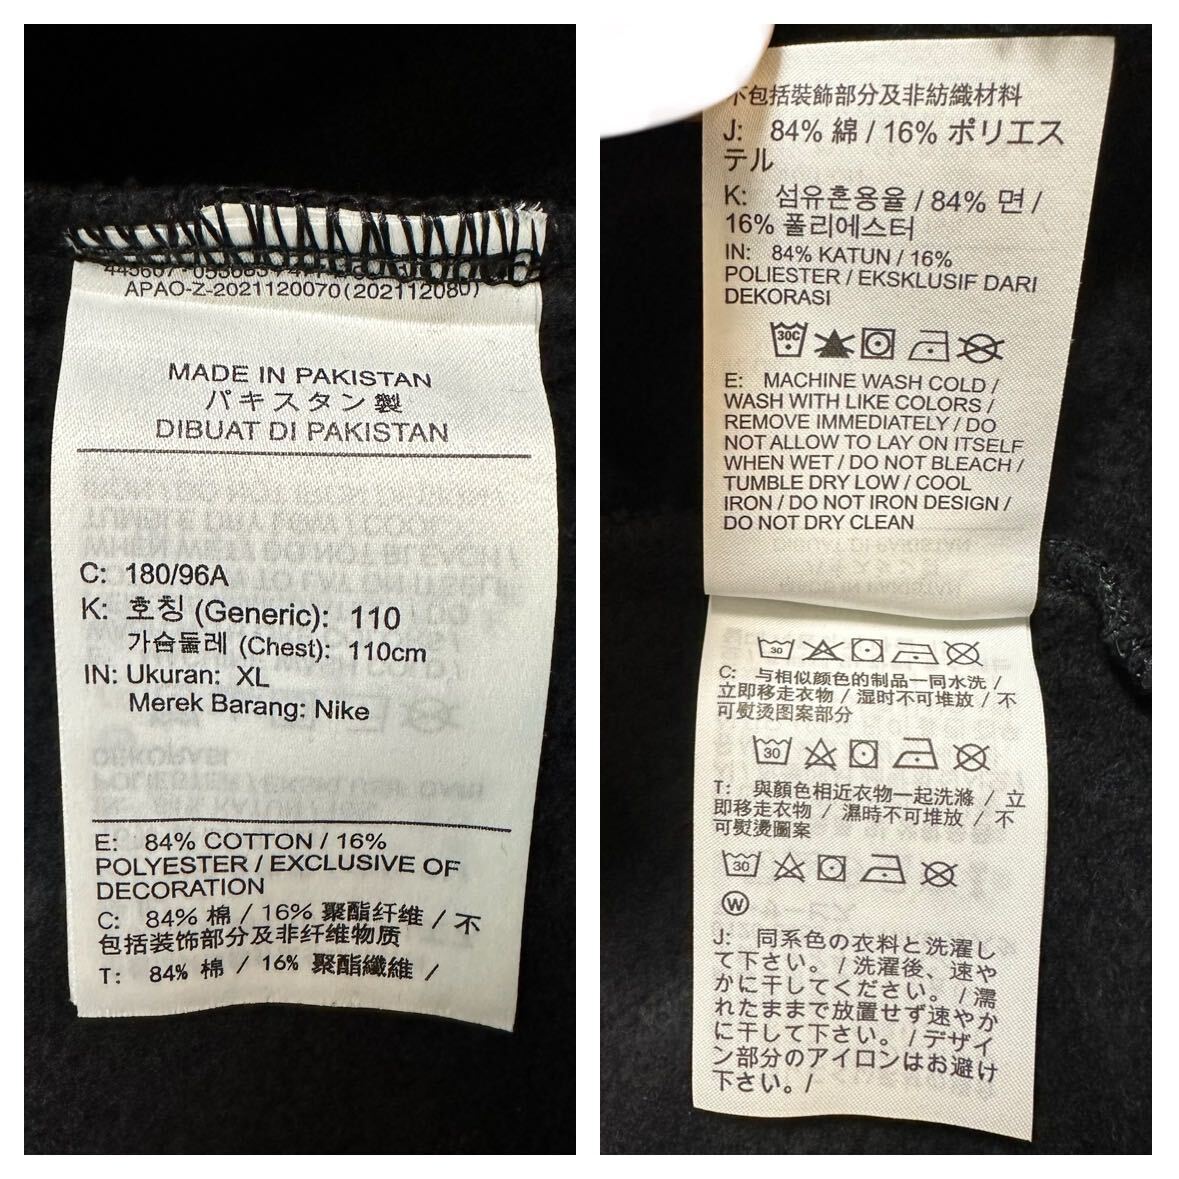 APAO-Z-2021120070(202112080)
MADE IN PAKISTAN
パキスタン製
DIBUAT DI PAKISTAN
C: 180/96A
K: 호칭 (Generic): 110
가슴둘레 (Chest): 110cm
IN: Ukuran: XL
Merek Barang: Nike
E: 84% COTTON / 16%
POLYESTER / EXCLUSIVE OF
DECORATION
C: 84% 棉 / 16% 聚酯纤维 / 不
包括装饰部分及非纤维物质
T: 84% 棉 / 16% 聚酯纖維 /
不包括裝飾部分及非紡織材料
J: 84% 綿 / 16% ポリエス
テル
K: 섬유혼용율 / 84% 면 /
16% 폴리에스터
IN: 84% KATUN / 16%
POLIESTER / EKSKLUSIF DARI
DEKORASI
30C
E: MACHINE WASH COLD /
WASH WITH LIKE COLORS /
REMOVE IMMEDIATELY / DO
NOT ALLOW TO LAY ON ITSELF
WHEN WET / DO NOT BLEACH /
TUMBLE DRY LOW / COOL
IRON / DO NOT IRON DESIGN /
DO NOT DRY CLEAN
30
C: 与相似颜色的制品一同水洗 /
立即移走衣物 / 湿时不可堆放 / 不
可熨烫图案部分
30
T: 與顏色相近衣物一起洗滌 / 立
即移走衣物 / 濕時不可堆放 / 不
可熨燙圖案
30
W
J: 同系色の衣料と洗濯し
て下さい。 / 洗濯後、速や
かに干してください。 / 濡
れたままで放置せず速やか
に干して下さい。 / デザイ
ン部分のアイロンはお避け
下さい。 /